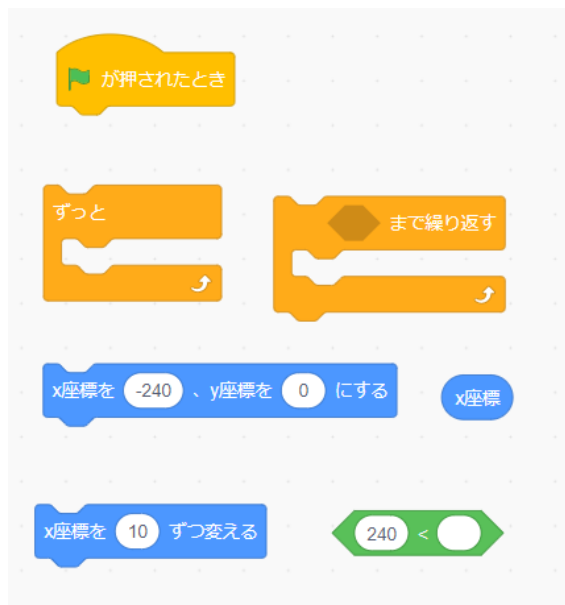 が押されたとき
ずっと
まで繰り返す
x座標を -240 、y座標を 0 にする
x座標
x座標を 10 ずつ変える
240 <